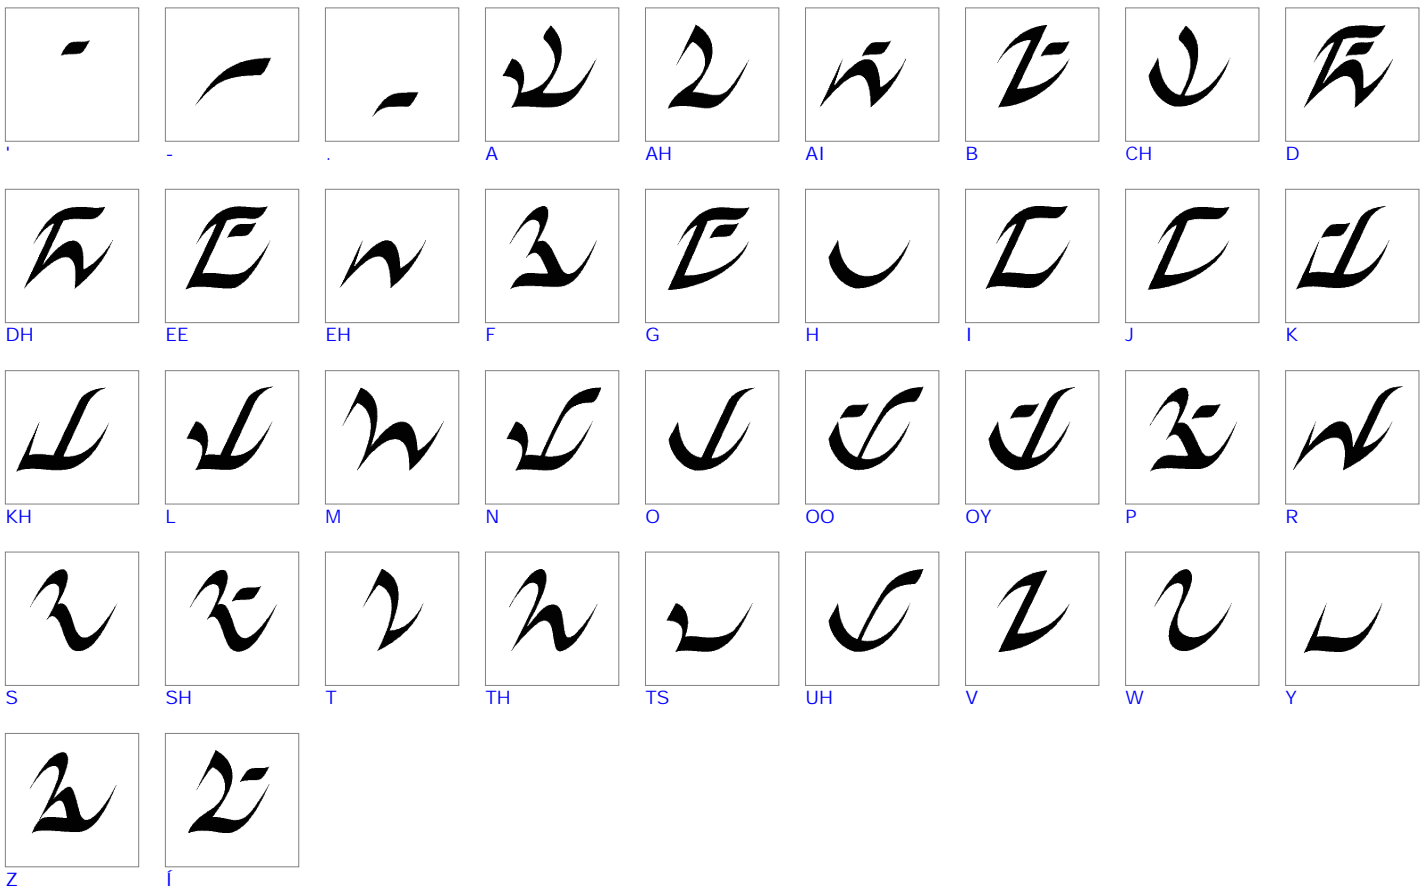 ' - . A AH AI B CH D
DH EE EH F G H I J K
KH L M N O OO OY P R
S SH T TH TS UH V W Y
Z Í